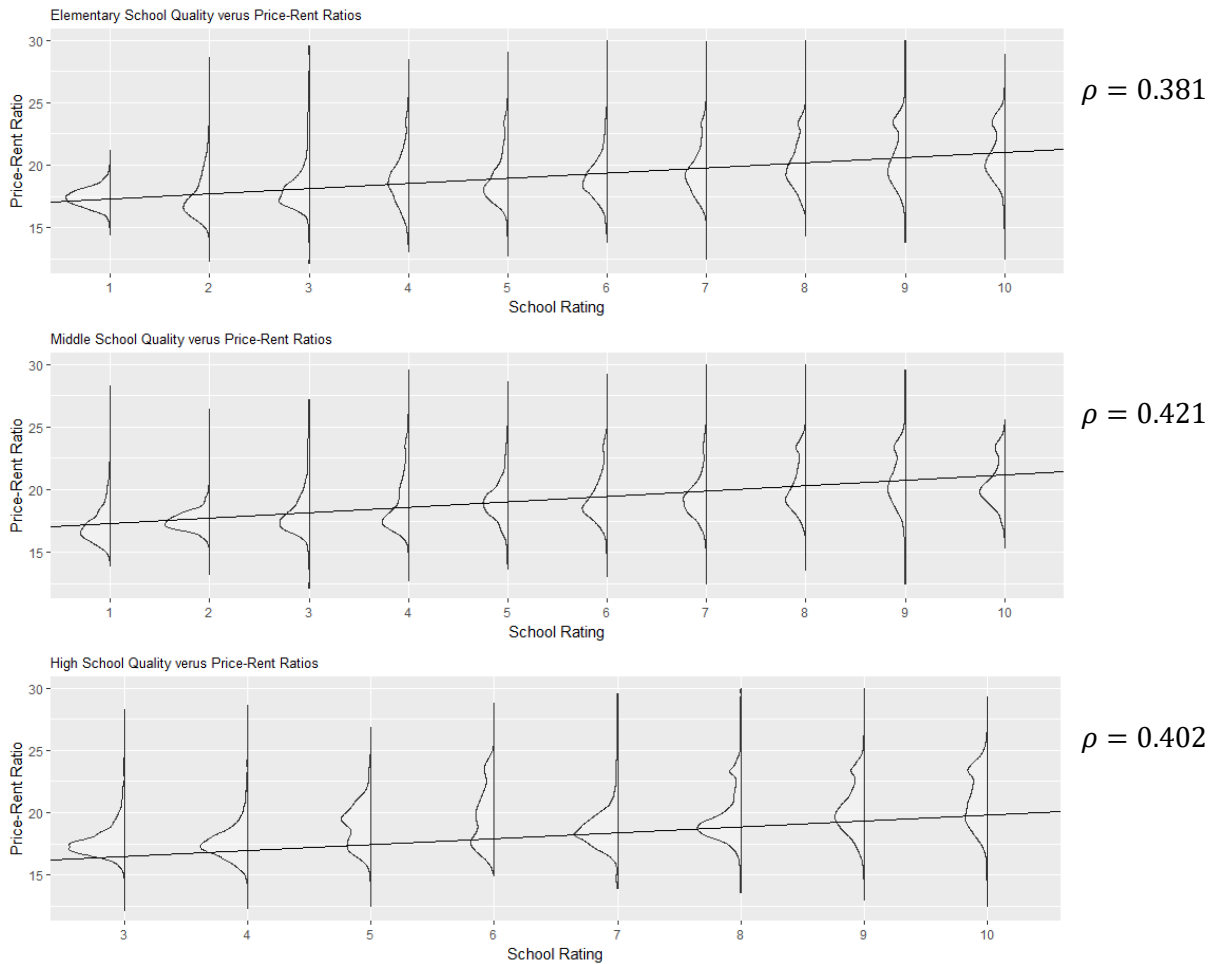 Elementary School Quality verus Price-Rent Ratios
30
25
20
15
Price-Rent Ratio
1 2 3 4 5 6 7 8 9 10
School Rating
ρ = 0.381
Middle School Quality verus Price-Rent Ratios
30
25
20
15
Price-Rent Ratio
1 2 3 4 5 6 7 8 9 10
School Rating
ρ = 0.421
High School Quality verus Price-Rent Ratios
30
25
20
15
Price-Rent Ratio
3 4 5 6 7 8 9 10
School Rating
ρ = 0.402